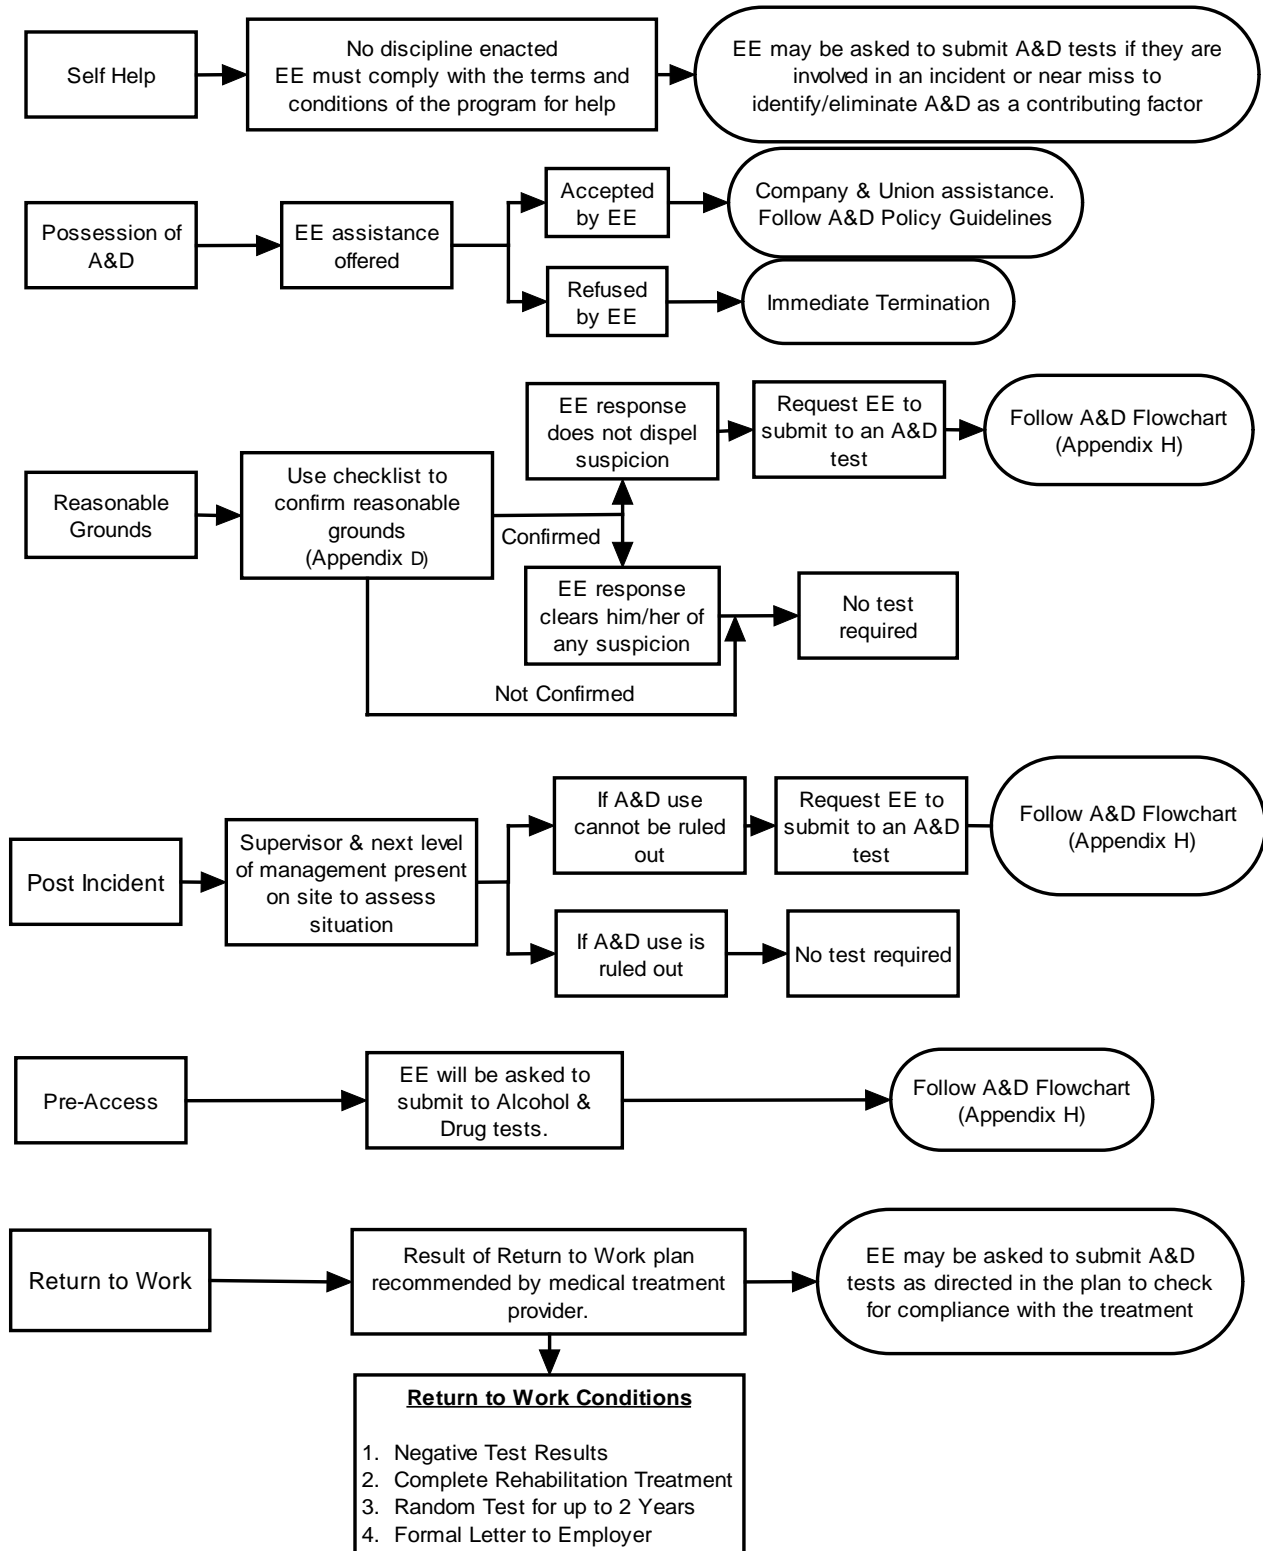 Self Help
No discipline enacted
EE must comply with the terms and
conditions of the program for help
EE may be asked to submit A&D tests if they are
involved in an incident or near miss to
identify/eliminate A&D as a contributing factor
Possession of
A&D
EE assistance
offered
Accepted
by EE
Company & Union assistance.
Follow A&D Policy Guidelines
Refused
by EE
Immediate Termination
Reasonable
Grounds
Use checklist to
confirm reasonable
grounds
(Appendix D)
Confirmed
EE response
does not dispel
suspicion
Request EE to
submit to an A&D
test
Follow A&D Flowchart
(Appendix H)
EE response
clears him/her of
any suspicion
No test
required
Not Confirmed
Post Incident
Supervisor & next level
of management present
on site to assess
situation
If A&D use
cannot be ruled
out
Request EE to
submit to an A&D
test
Follow A&D Flowchart
(Appendix H)
If A&D use is
ruled out
No test required
Pre-Access
EE will be asked to
submit to Alcohol &
Drug tests.
Follow A&D Flowchart
(Appendix H)
Return to Work
Result of Return to Work plan
recommended by medical treatment
provider.
EE may be asked to submit A&D
tests as directed in the plan to check
for compliance with the treatment
Return to Work Conditions
1. Negative Test Results
2. Complete Rehabilitation Treatment
3. Random Test for up to 2 Years
4. Formal Letter to Employer